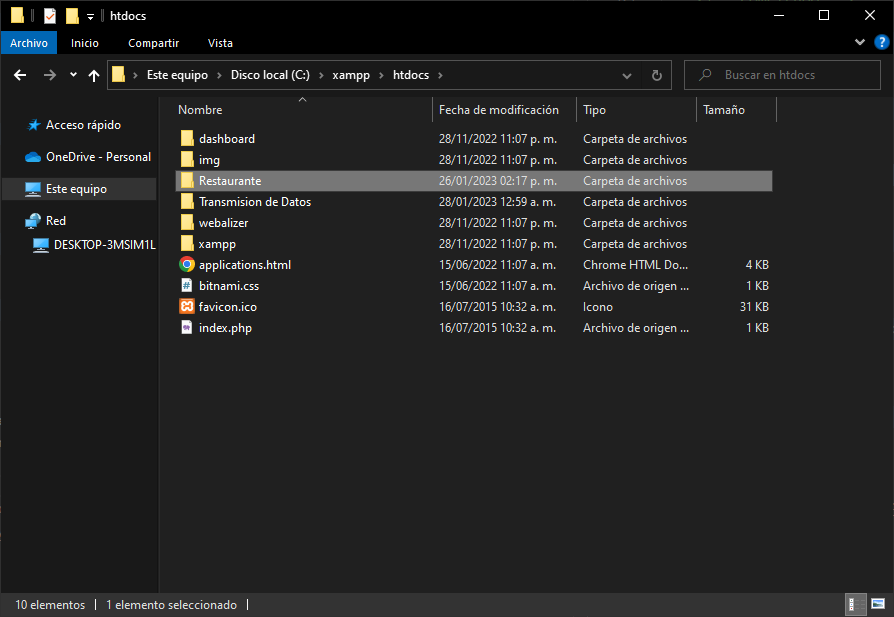 htdocs
Archivo Inicio Compartir Vista
Este equipo Disco local (C:) xampp htdocs Buscar en htdocs
Acceso rápido
OneDrive - Personal
Este equipo
Red
DESKTOP-3MSIM1L
Nombre Fecha de modificación Tipo Tamaño
dashboard 28/11/2022 11:07 p. m. Carpeta de archivos
img 28/11/2022 11:07 p. m. Carpeta de archivos
Restaurante 26/01/2023 02:17 p. m. Carpeta de archivos
Transmision de Datos 28/01/2023 12:59 a. m. Carpeta de archivos
webalizer 28/11/2022 11:07 p. m. Carpeta de archivos
xampp 28/11/2022 11:07 p. m. Carpeta de archivos
applications.html 15/06/2022 11:07 a. m. Chrome HTML Do... 4 KB
bitnami.css 15/06/2022 11:07 a. m. Archivo de origen ... 1 KB
favicon.ico 16/07/2015 10:32 a. m. Icono 31 KB
index.php 16/07/2015 10:32 a. m. Archivo de origen ... 1 KB
10 elementos 1 elemento seleccionado